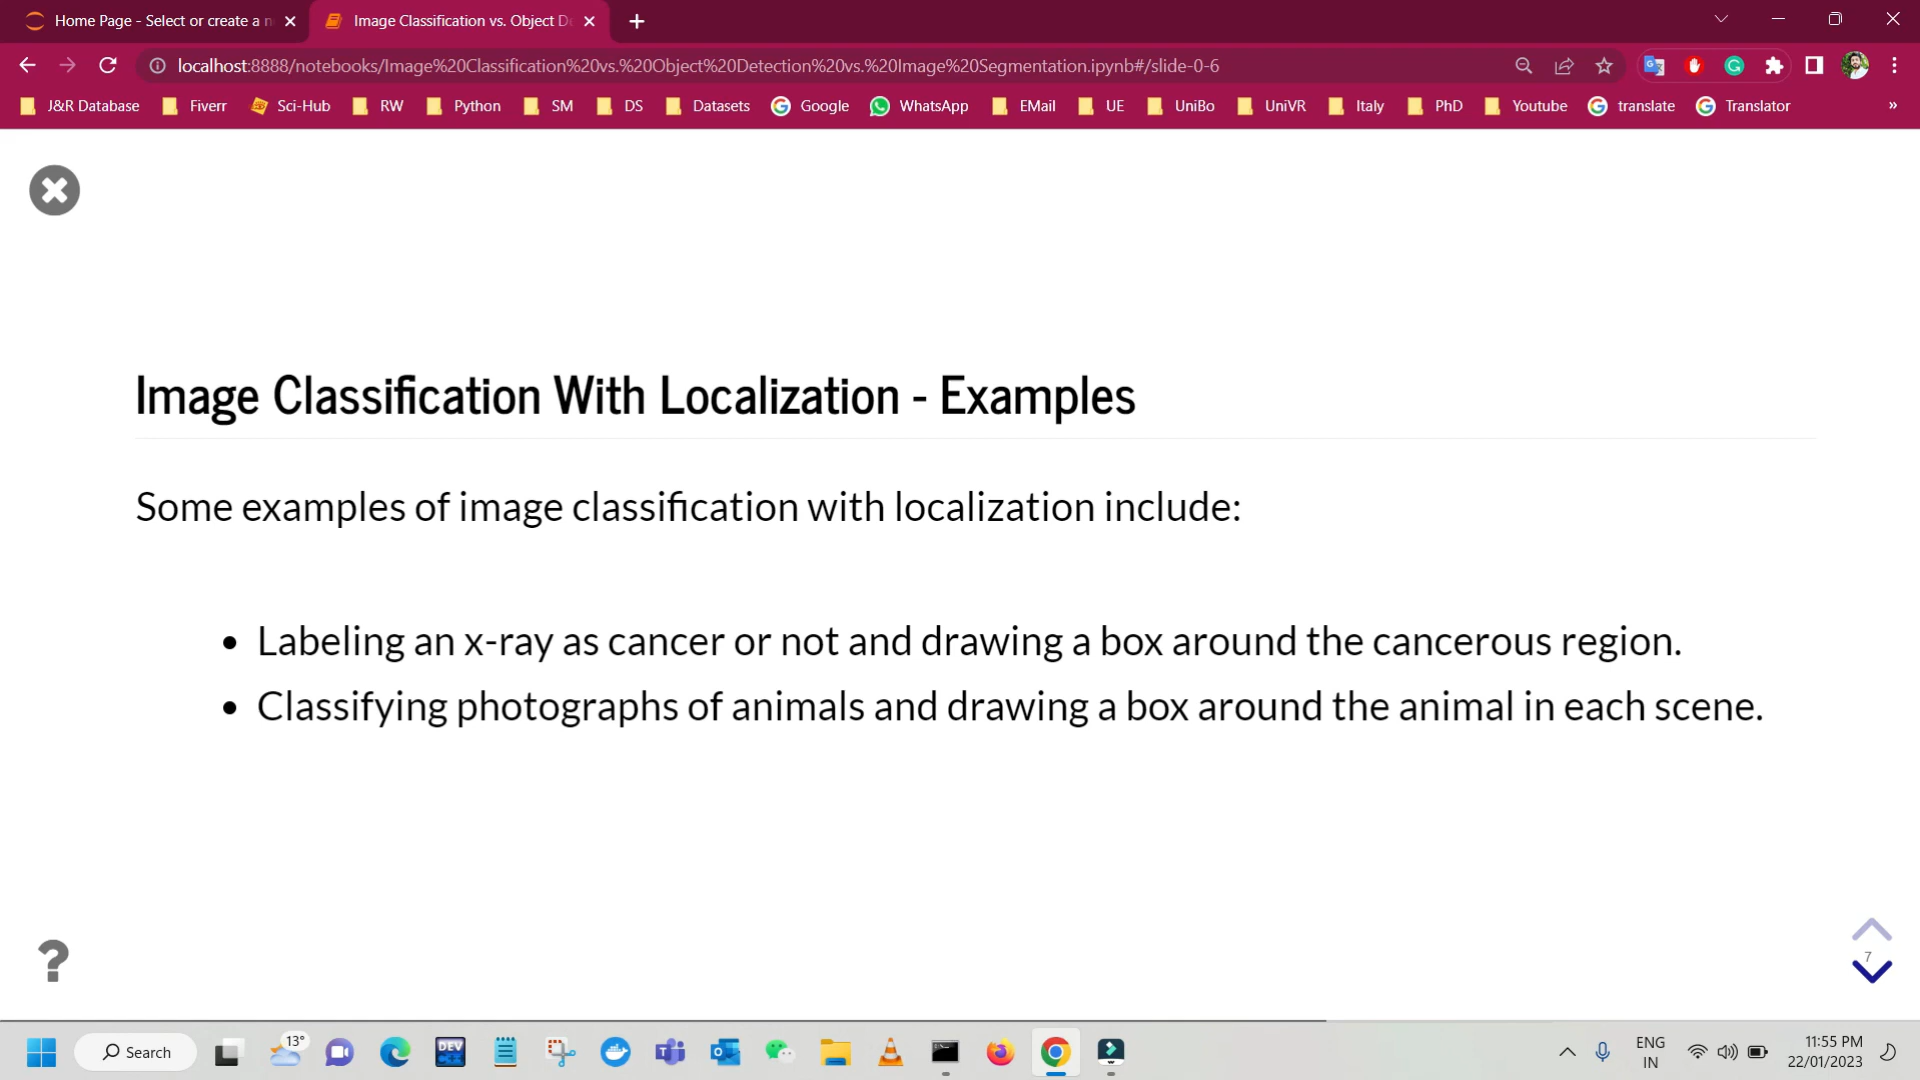 Home Page - Select or create a n
Image Classification vs. Object De
localhost:8888/notebooks/Image%20Classification%20vs.%20Object%20Detection%20vs.%20Image%20Segmentation.ipynb#/slide-0-6
J&R Database Fiverr Sci-Hub RW Python SM DS Datasets Google WhatsApp EMail UE UniBo UniVR Italy PhD Youtube translate Translator »
Image Classification With Localization - Examples
Some examples of image classification with localization include:
• Labeling an x-ray as cancer or not and drawing a box around the cancerous region.
• Classifying photographs of animals and drawing a box around the animal in each scene.
?
7
Search
13°
DEV
C++
ENG
IN
11:55 PM
22/01/2023